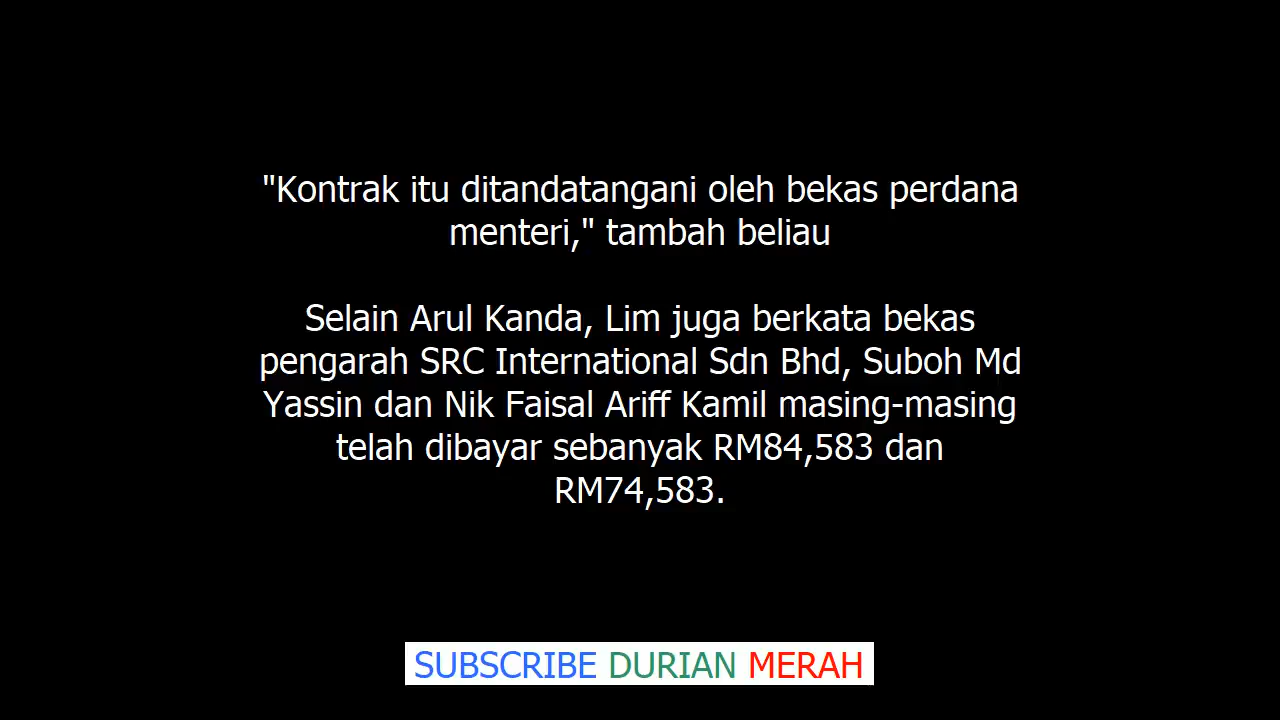 "Kontrak itu ditandatangani oleh bekas perdana
menteri," tambah beliau
Selain Arul Kanda, Lim juga berkata bekas
pengarah SRC International Sdn Bhd, Suboh Md
Yassin dan Nik Faisal Ariff Kamil masing-masing
telah dibayar sebanyak RM84,583 dan
RM74,583.
SUBSCRIBE DURIAN MERAH